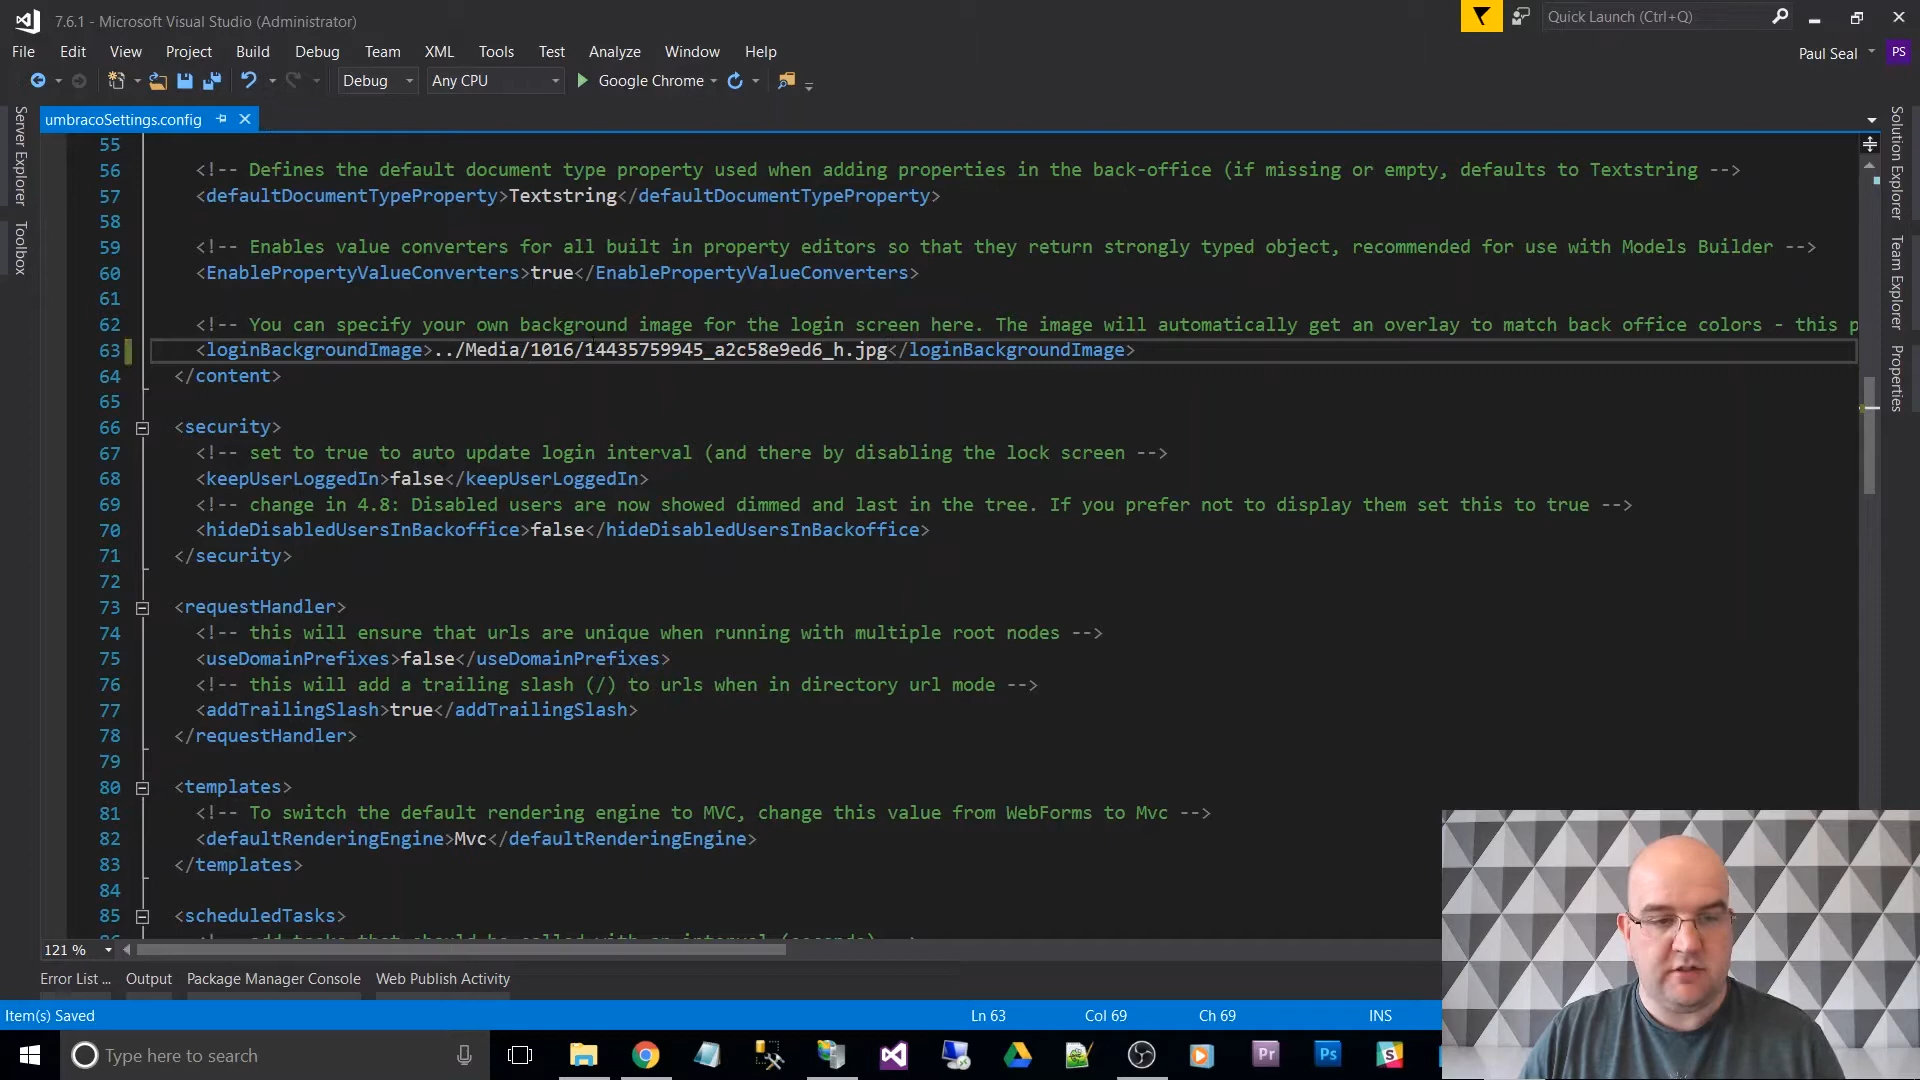 7.6.1 - Microsoft Visual Studio (Administrator)
Quick Launch (Ctrl+Q)
File Edit View Project Build Debug Team XML Tools Test Analyze Window Help
Paul Seal PS
Debug Any CPU Google Chrome
umbracoSettings.config
Server Explorer
Toolbox
Solution Explorer
Team Explorer
Properties
55
56 <!-- Defines the default document type property used when adding properties in the back-office (if missing or empty, defaults to Textstring -->
57 <defaultDocumentTypeProperty>Textstring</defaultDocumentTypeProperty>
58
59 <!-- Enables value converters for all built in property editors so that they return strongly typed object, recommended for use with Models Builder -->
60 <EnablePropertyValueConverters>true</EnablePropertyValueConverters>
61
62 <!-- You can specify your own background image for the login screen here. The image will automatically get an overlay to match back office colors - this p
63 <loginBackgroundImage>../Media/1016/14435759945_a2c58e9ed6_h.jpg</loginBackgroundImage>
64 </content>
65
66 <security>
67 <!-- set to true to auto update login interval (and there by disabling the lock screen -->
68 <keepUserLoggedIn>false</keepUserLoggedIn>
69 <!-- change in 4.8: Disabled users are now showed dimmed and last in the tree. If you prefer not to display them set this to true -->
70 <hideDisabledUsersInBackoffice>false</hideDisabledUsersInBackoffice>
71 </security>
72
73 <requestHandler>
74 <!-- this will ensure that urls are unique when running with multiple root nodes -->
75 <useDomainPrefixes>false</useDomainPrefixes>
76 <!-- this will add a trailing slash (/) to urls when in directory url mode -->
77 <addTrailingSlash>true</addTrailingSlash>
78 </requestHandler>
79
80 <templates>
81 <!-- To switch the default rendering engine to MVC, change this value from WebForms to Mvc -->
82 <defaultRenderingEngine>Mvc</defaultRenderingEngine>
83 </templates>
84
85 <scheduledTasks>
121 %
Error List ... Output Package Manager Console Web Publish Activity
Item(s) Saved Ln 63 Col 69 Ch 69 INS
Type here to search
Pr Ps